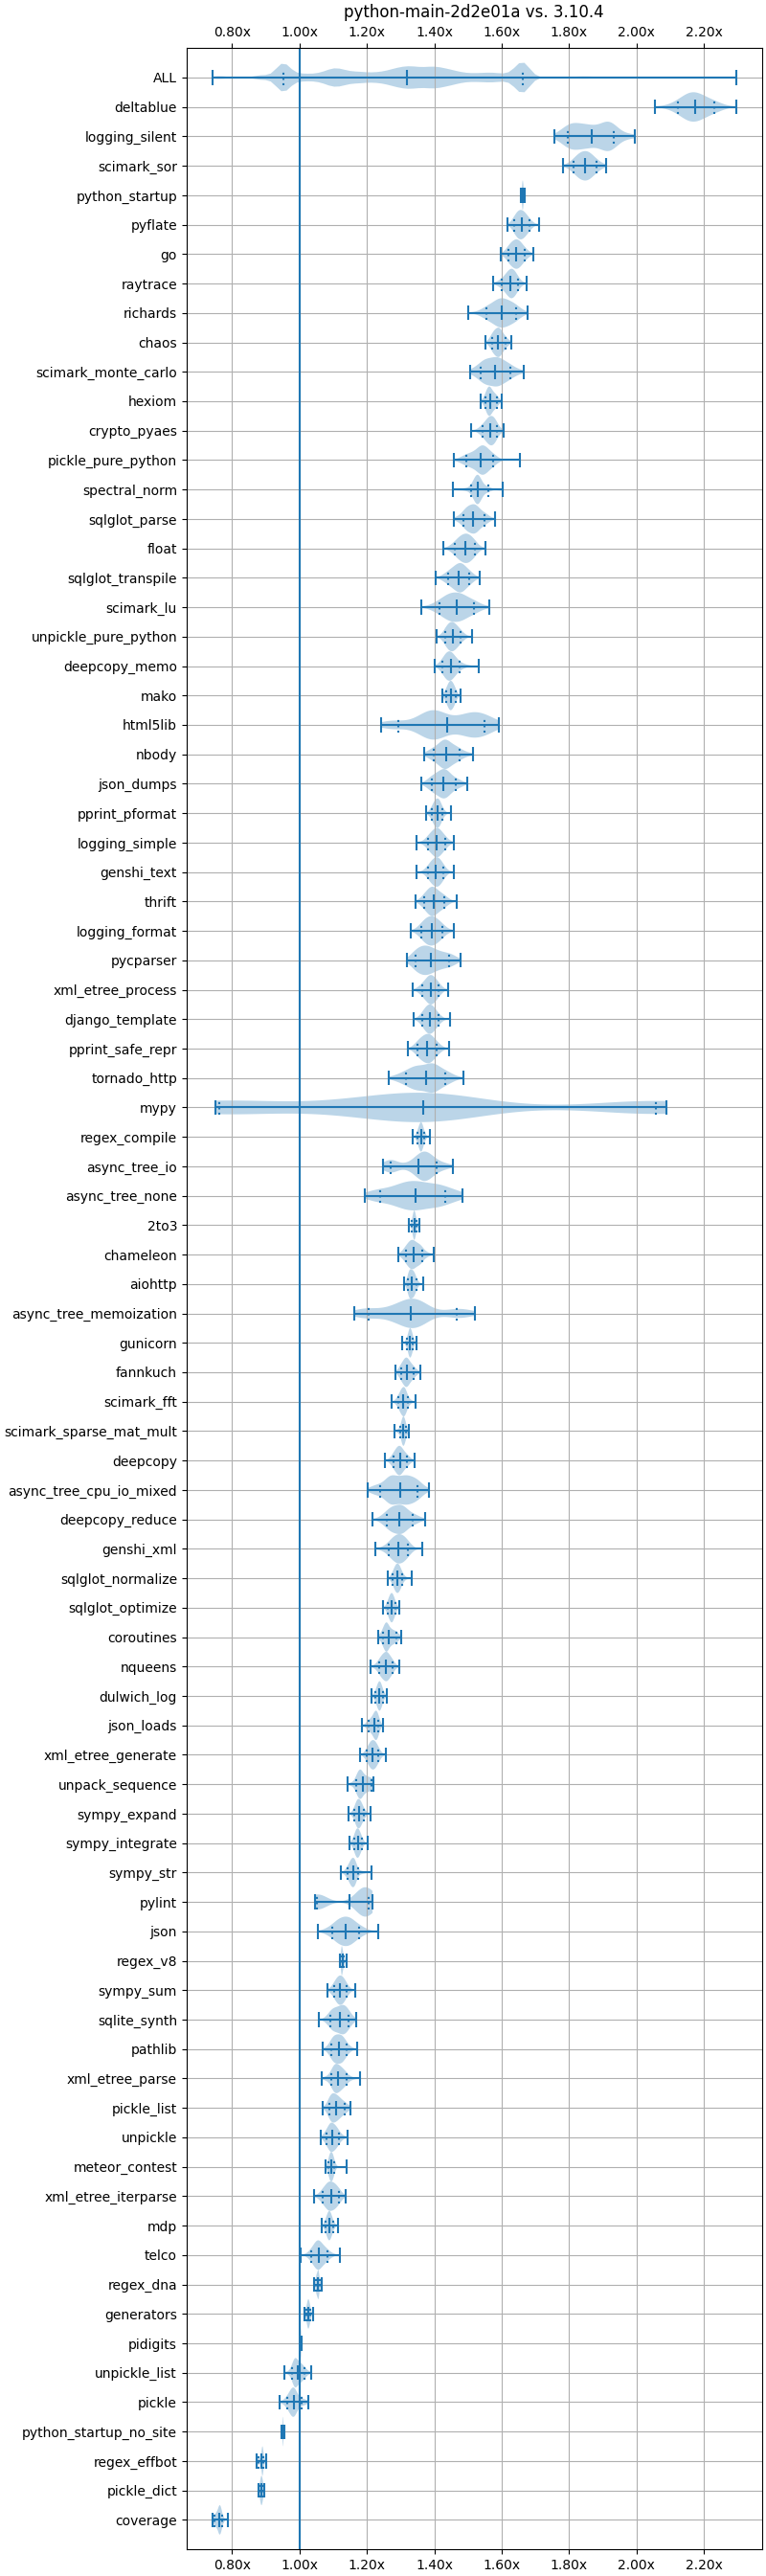 python-main-2d2e01a vs. 3.10.4
0.80x 1.00x 1.20x 1.40x 1.60x 1.80x 2.00x 2.20x
ALL
deltablue
logging_silent
scimark_sor
python_startup
pyflate
go
raytrace
richards
chaos
scimark_monte_carlo
hexiom
crypto_pyaes
pickle_pure_python
spectral_norm
sqlglot_parse
float
sqlglot_transpile
scimark_lu
unpickle_pure_python
deepcopy_memo
mako
html5lib
nbody
json_dumps
pprint_pformat
logging_simple
genshi_text
thrift
logging_format
pycparser
xml_etree_process
django_template
pprint_safe_repr
tornado_http
mypy
regex_compile
async_tree_io
async_tree_none
2to3
chameleon
aiohttp
async_tree_memoization
gunicorn
fannkuch
scimark_fft
scimark_sparse_mat_mult
deepcopy
async_tree_cpu_io_mixed
deepcopy_reduce
genshi_xml
sqlglot_normalize
sqlglot_optimize
coroutines
nqueens
dulwich_log
json_loads
xml_etree_generate
unpack_sequence
sympy_expand
sympy_integrate
sympy_str
pylint
json
regex_v8
sympy_sum
sqlite_synth
pathlib
xml_etree_parse
pickle_list
unpickle
meteor_contest
xml_etree_iterparse
mdp
telco
regex_dna
generators
pidigits
unpickle_list
pickle
python_startup_no_site
regex_effbot
pickle_dict
coverage
0.80x 1.00x 1.20x 1.40x 1.60x 1.80x 2.00x 2.20x